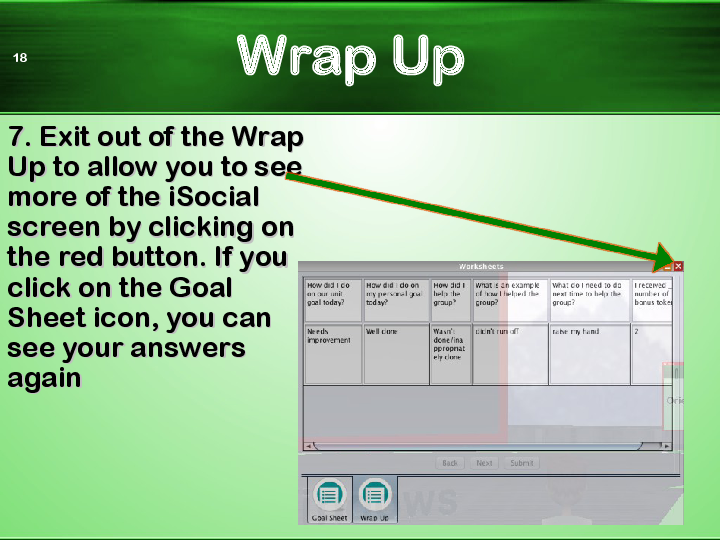 18
Wrap Up
7. Exit out of the Wrap
Up to allow you to see
more of the iSocial
screen by clicking on
the red button. If you
click on the Goal
Sheet icon, you can
see your answers
again
Worksheets
How did I do
on our unit
goal today?
How did I do on
my personal goal
today?
How did I
help the
group?
What is an example
of how I helped the
group?
What do I need to do
next time to help the
group?
I received _
number of
bonus token
Needs
improvement
Well done
Wasn't
done/ina
ppropriat
ely done
didn't run off
raise my hand
2
Back Next Submit
Goal Sheet Wrap Up